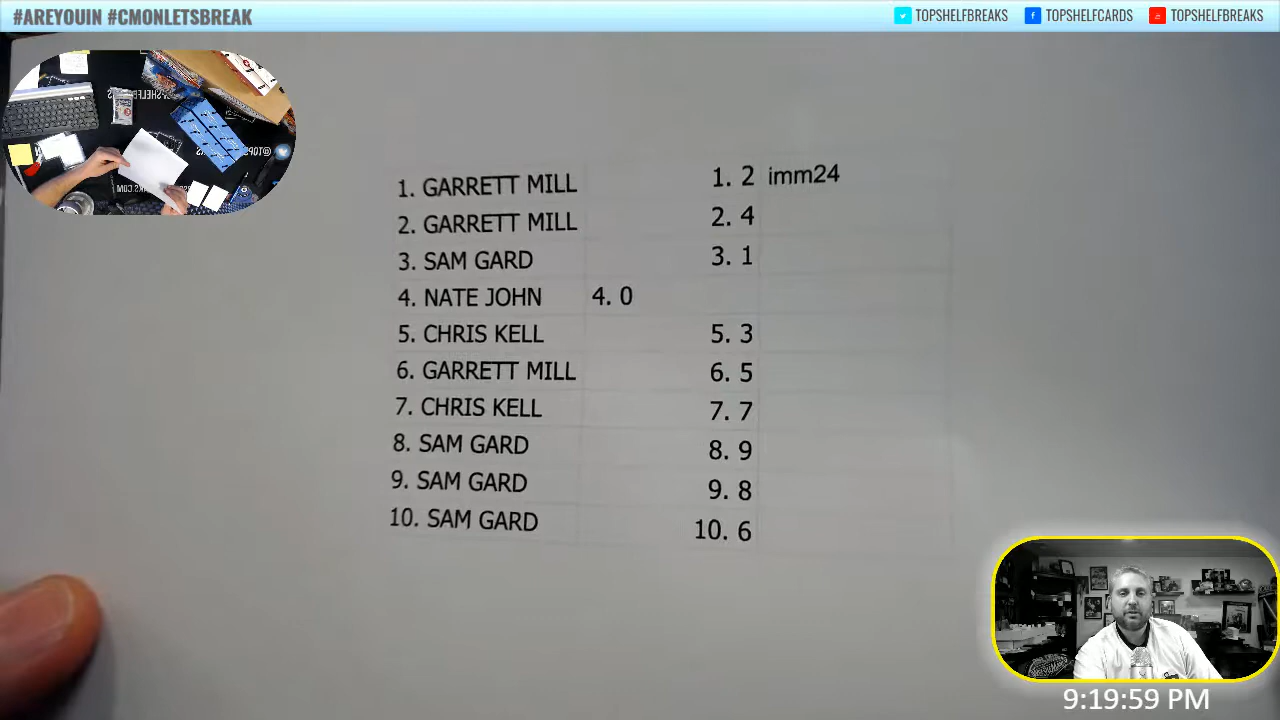 #AREYOUIN #CMONLETSBREAK TOPSHELFBREAKS TOPSHELFCARDS TOPSHELFBREAKS
1. GARRETT MILL 1. 2 imm24
2. GARRETT MILL 2. 4
3. SAM GARD 3. 1
4. NATE JOHN 4. 0
5. CHRIS KELL 5. 3
6. GARRETT MILL 6. 5
7. CHRIS KELL 7. 7
8. SAM GARD 8. 9
9. SAM GARD 9. 8
10. SAM GARD 10. 6
9:19:59 PM